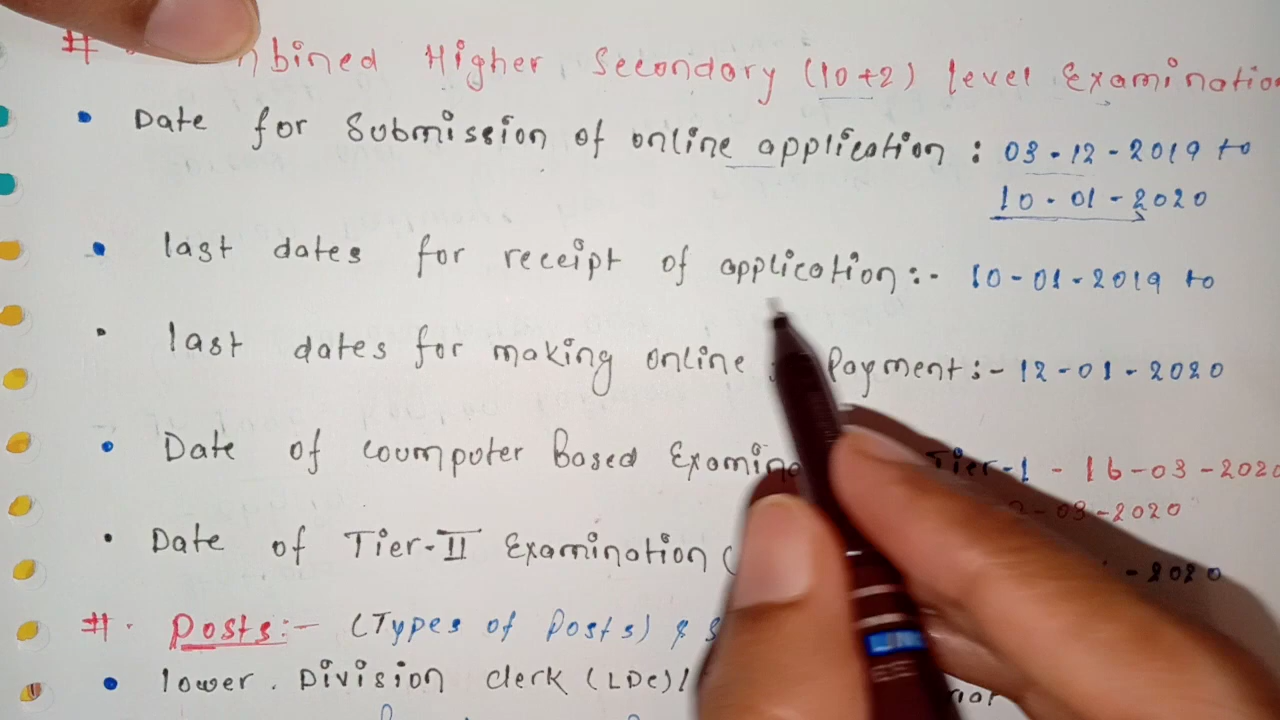 # nbined Higher Secondary (10+2) level Examination
• Date for Submission of online application : 03-12-2019 to
10-01-2020
• last dates for receipt of application:- 10-01-2019 to
• last dates for making online Payment:- 12-01-2020
• Date of coumputer Based Examina Tier-1 - 16-03-2020
-03-2020
• Date of Tier-II Examination ( -2020
# • Posts:- (Types of Posts) & S
• lower. Division clerk (LDC)/